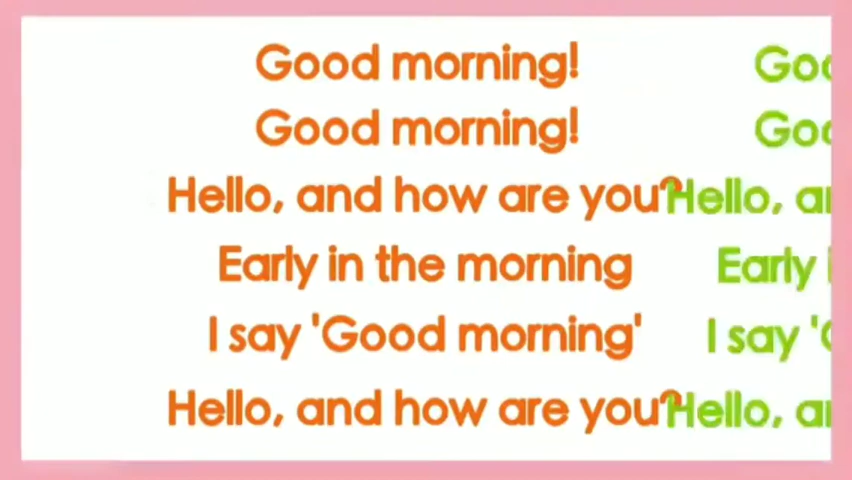 Good morning!
Good morning!
Hello, and how are you?
Early in the morning
I say 'Good morning'
Hello, and how are you?
Hello,
Early
I say
Hello,